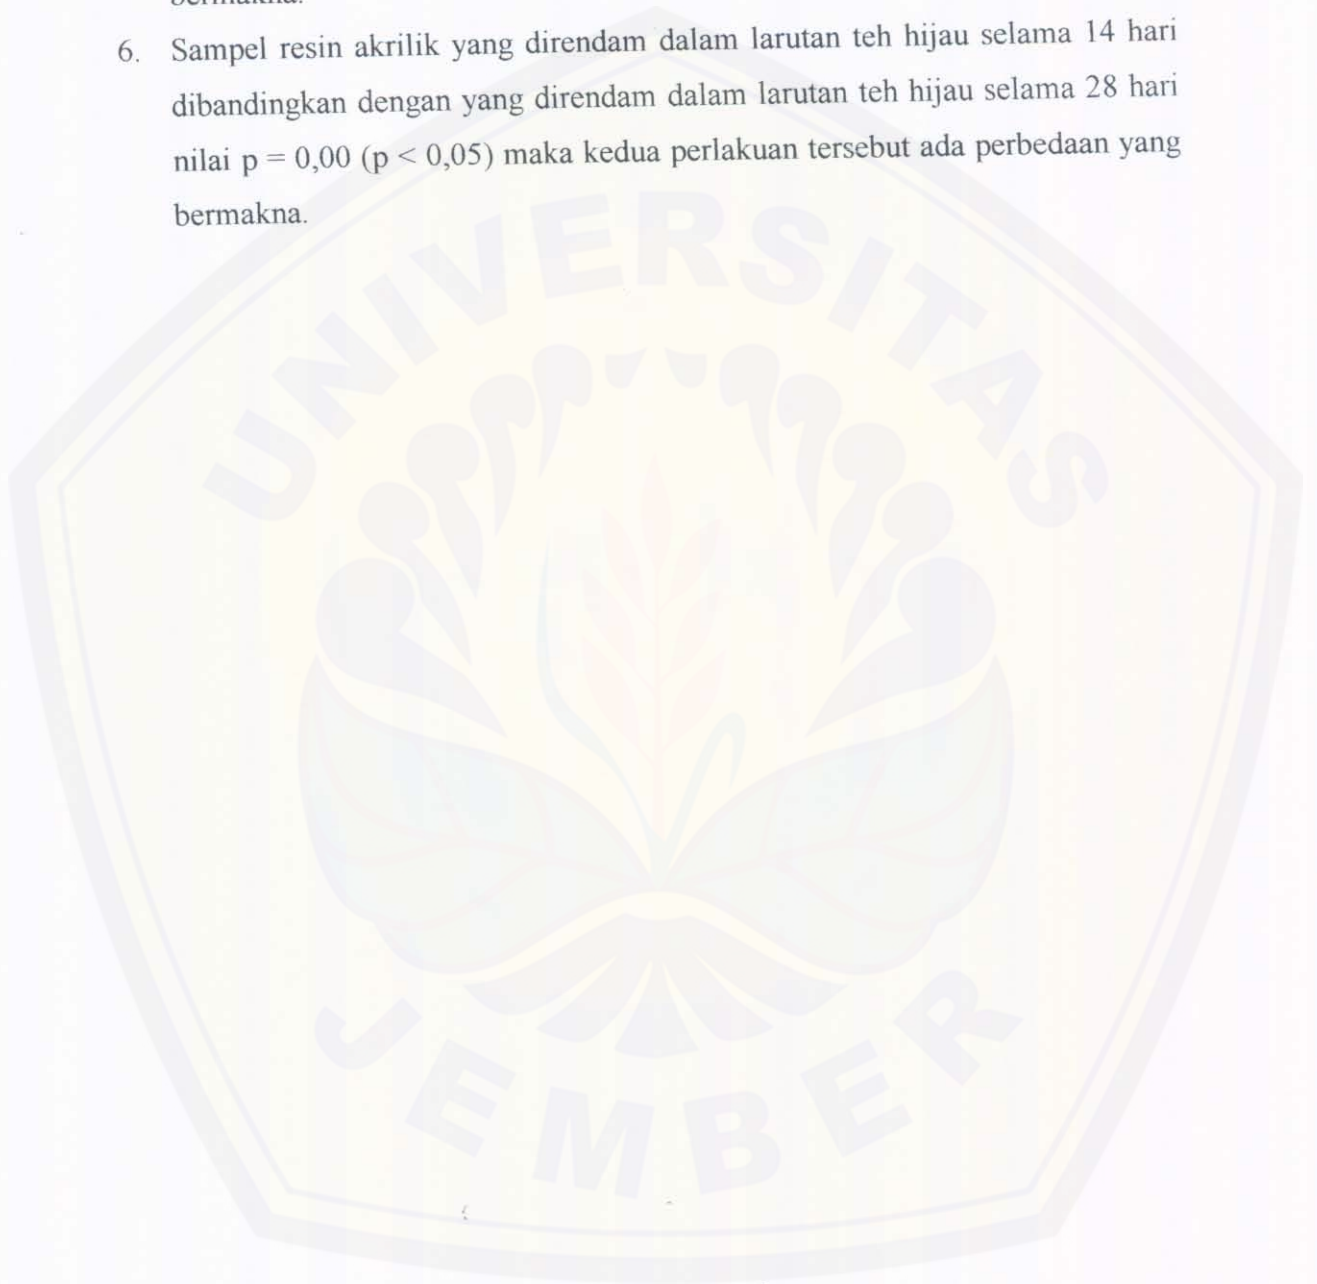 6. Sampel resin akrilik yang direndam dalam larutan teh hijau selama 14 hari
dibandingkan dengan yang direndam dalam larutan teh hijau selama 28 hari
nilai p = 0,00 (p < 0,05) maka kedua perlakuan tersebut ada perbedaan yang
bermakna.
UNIVERSITAS
JEMBER